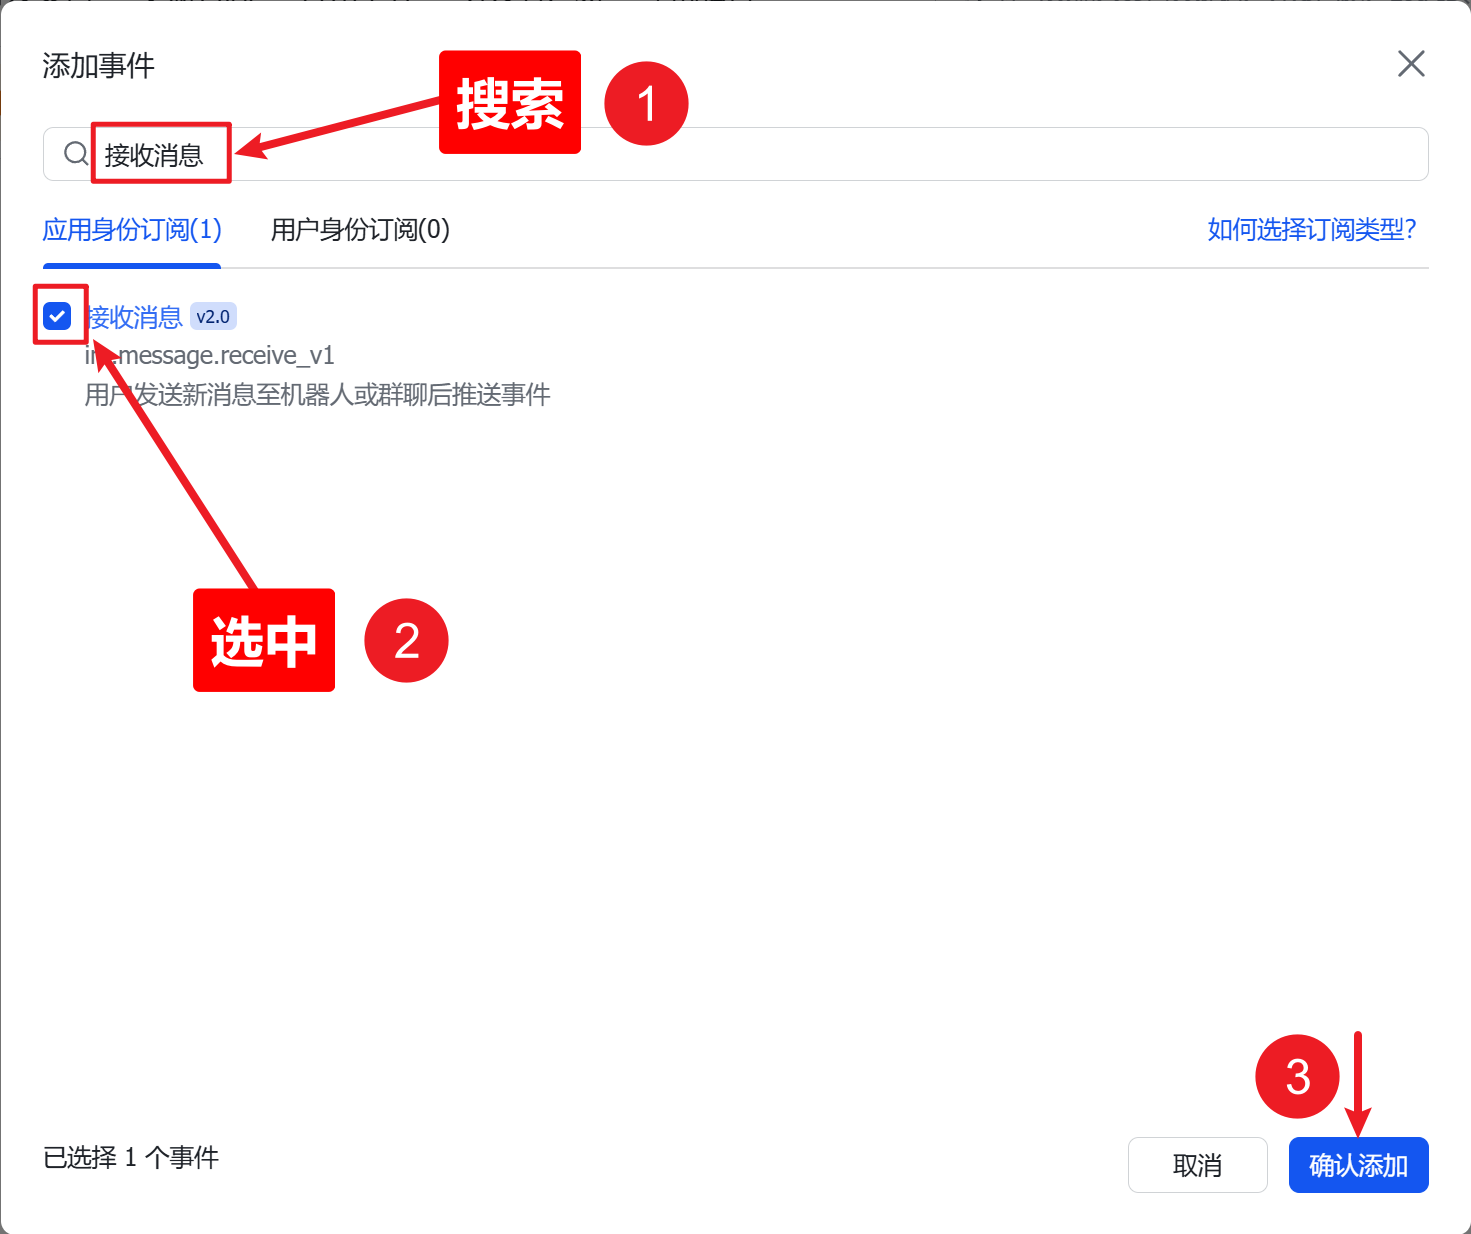 添加事件
搜索
1
接收消息
应用身份订阅(1)
用户身份订阅(0)
如何选择订阅类型?
接收消息 v2.0
im.message.receive_v1
用户发送新消息至机器人或群聊后推送事件
选中
2
3
已选择 1 个事件
取消
确认添加